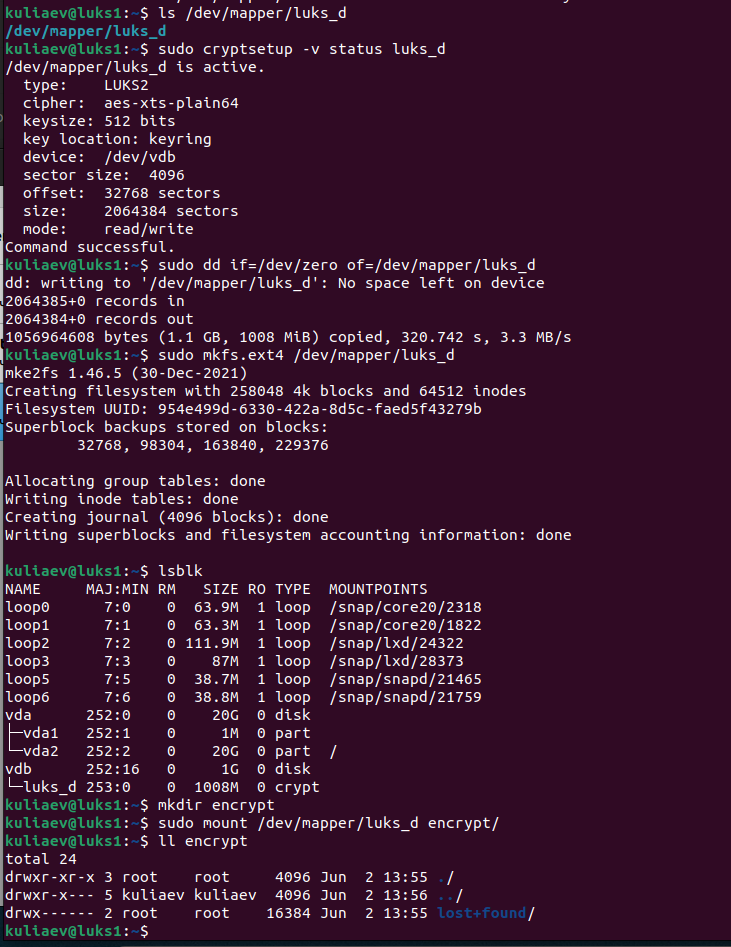 kuliaev@luks1:~$ ls /dev/mapper/luks_d
/dev/mapper/luks_d
kuliaev@luks1:~$ sudo cryptsetup -v status luks_d
/dev/mapper/luks_d is active.
  type:    LUKS2
  cipher:  aes-xts-plain64
  keysize: 512 bits
  key location: keyring
  device:  /dev/vdb
  sector size:  4096
  offset:  32768 sectors
  size:    2064384 sectors
  mode:    read/write
Command successful.
kuliaev@luks1:~$ sudo dd if=/dev/zero of=/dev/mapper/luks_d
dd: writing to '/dev/mapper/luks_d': No space left on device
2064385+0 records in
2064384+0 records out
1056964608 bytes (1.1 GB, 1008 MiB) copied, 320.742 s, 3.3 MB/s
kuliaev@luks1:~$ sudo mkfs.ext4 /dev/mapper/luks_d
mke2fs 1.46.5 (30-Dec-2021)
Creating filesystem with 258048 4k blocks and 64512 inodes
Filesystem UUID: 954e499d-6330-422a-8d5c-faed5f43279b
Superblock backups stored on blocks:
        32768, 98304, 163840, 229376

Allocating group tables: done
Writing inode tables: done
Creating journal (4096 blocks): done
Writing superblocks and filesystem accounting information: done

kuliaev@luks1:~$ lsblk
NAME     MAJ:MIN RM   SIZE RO TYPE  MOUNTPOINTS
loop0      7:0    0  63.9M  1 loop  /snap/core20/2318
loop1      7:1    0  63.3M  1 loop  /snap/core20/1822
loop2      7:2    0 111.9M  1 loop  /snap/lxd/24322
loop3      7:3    0    87M  1 loop  /snap/lxd/28373
loop5      7:5    0  38.7M  1 loop  /snap/snapd/21465
loop6      7:6    0  38.8M  1 loop  /snap/snapd/21759
vda      252:0    0    20G  0 disk
├─vda1   252:1    0     1M  0 part
└─vda2   252:2    0    20G  0 part  /
vdb      252:16   0     1G  0 disk
└─luks_d 253:0    0  1008M  0 crypt
kuliaev@luks1:~$ mkdir encrypt
kuliaev@luks1:~$ sudo mount /dev/mapper/luks_d encrypt/
kuliaev@luks1:~$ ll encrypt
total 24
drwxr-xr-x 3 root    root     4096 Jun  2 13:55 ./
drwxr-x--- 5 kuliaev kuliaev  4096 Jun  2 13:56 ../
drwx------ 2 root    root    16384 Jun  2 13:55 lost+found/
kuliaev@luks1:~$